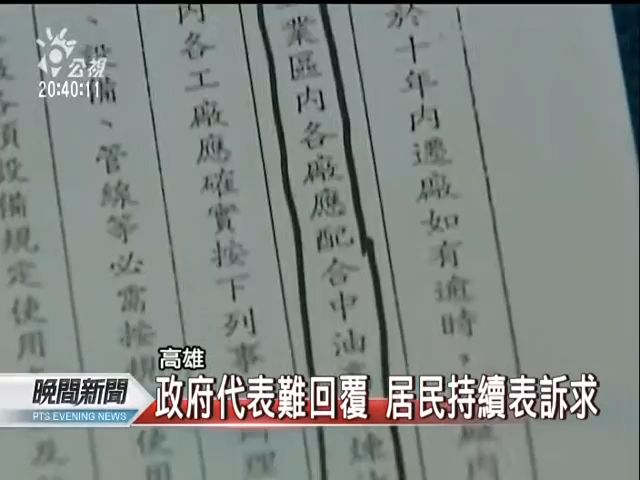 公視
20:40:11
於十年內遷廠如有逾時，
業區內各廠應配合中油
內各工廠應確實按下列事
設備、管線等必需按規
各項設備規定使用
高雄
晚間新聞
PTS EVENING NEWS
政府代表難回覆 居民持續表訴求